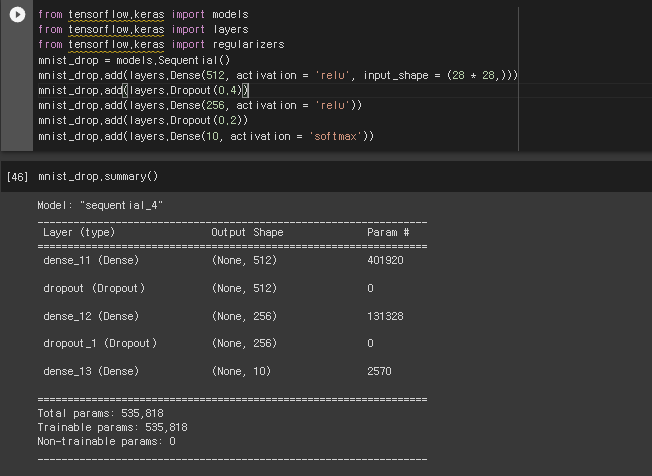 from tensorflow.keras import models
from tensorflow.keras import layers
from tensorflow.keras import regularizers
mnist_drop = models.Sequential()
mnist_drop.add(layers.Dense(512, activation = 'relu', input_shape = (28 * 28,)))
mnist_drop.add(layers.Dropout(0.4))
mnist_drop.add(layers.Dense(256, activation = 'relu'))
mnist_drop.add(layers.Dropout(0.2))
mnist_drop.add(layers.Dense(10, activation = 'softmax'))
[46] mnist_drop.summary()
Model: "sequential_4"
Layer (type) Output Shape Param #
dense_11 (Dense) (None, 512) 401920
dropout (Dropout) (None, 512) 0
dense_12 (Dense) (None, 256) 131328
dropout_1 (Dropout) (None, 256) 0
dense_13 (Dense) (None, 10) 2570
Total params: 535,818
Trainable params: 535,818
Non-trainable params: 0